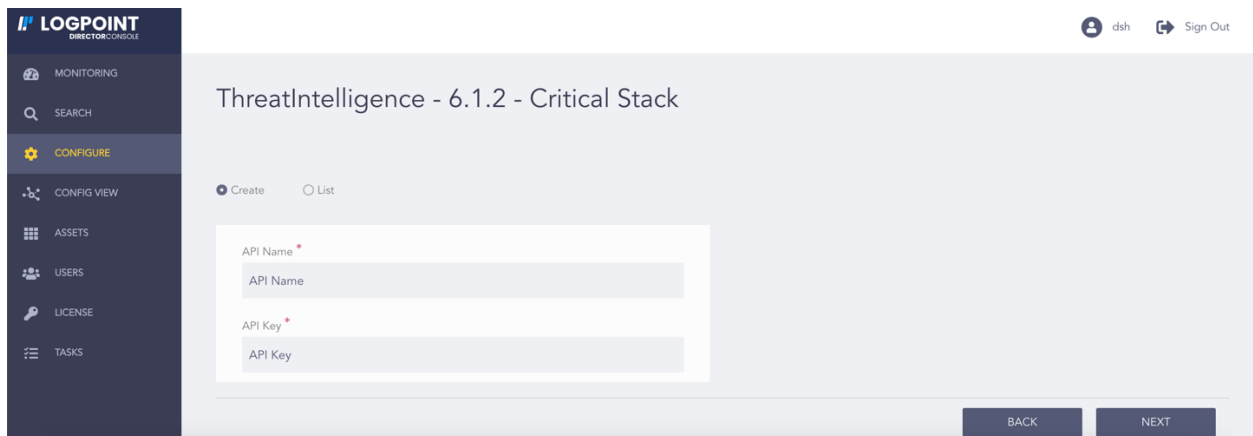 LOGPOINT
DIRECTORCONSOLE
dsh
Sign Out
MONITORING
SEARCH
CONFIGURE
CONFIG VIEW
ASSETS
USERS
LICENSE
TASKS
ThreatIntelligence - 6.1.2 - Critical Stack
Create
List
API Name *
API Name
API Key *
API Key
BACK
NEXT